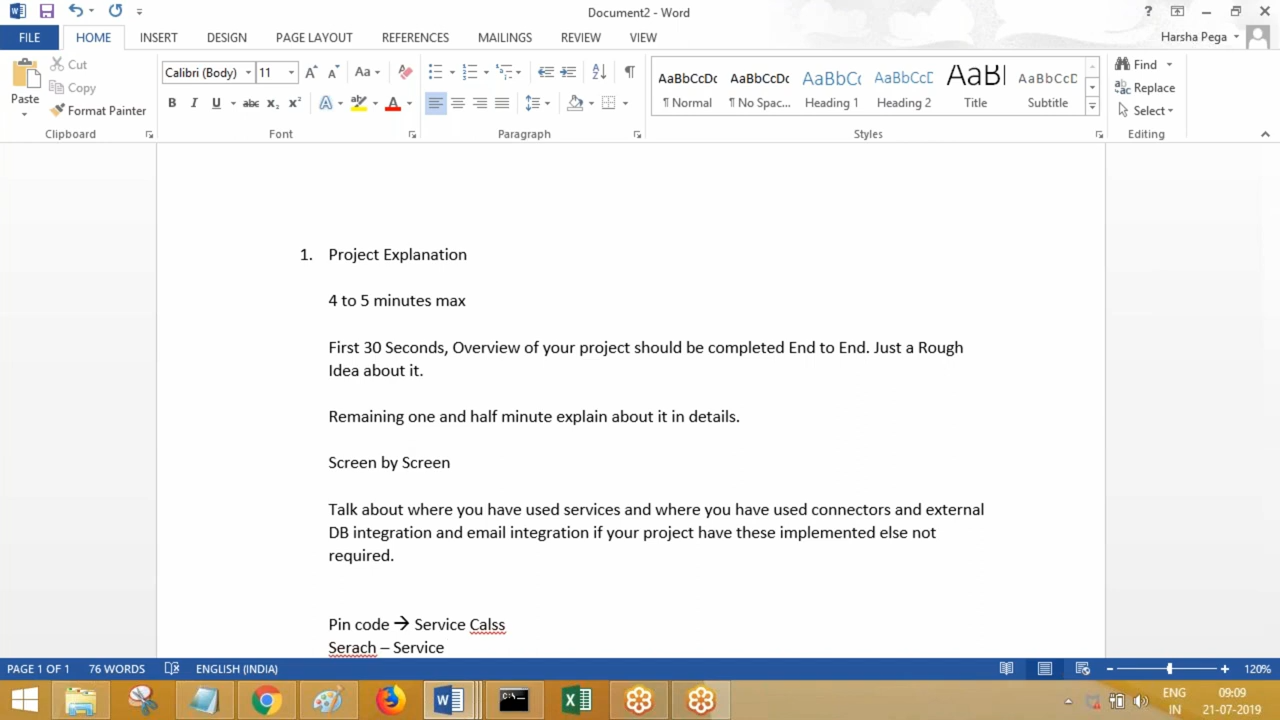 Document2 - Word
?
FILE HOME INSERT DESIGN PAGE LAYOUT REFERENCES MAILINGS REVIEW VIEW Harsha Pega
Paste
Cut
Copy
Format Painter
Clipboard
Calibri (Body) 11 Aa
B I U abc x₂ x² A A
Font
Paragraph
AaBbCcDc AaBbCcDc AaBbCc AaBbCcD AaB AaBbCcD
¶ Normal ¶ No Spac... Heading 1 Heading 2 Title Subtitle
Styles
Find
Replace
Select
Editing
1. Project Explanation
4 to 5 minutes max
First 30 Seconds, Overview of your project should be completed End to End. Just a Rough
Idea about it.
Remaining one and half minute explain about it in details.
Screen by Screen
Talk about where you have used services and where you have used connectors and external
DB integration and email integration if your project have these implemented else not
required.
Pin code → Service Calss
Serach – Service
PAGE 1 OF 1 76 WORDS ENGLISH (INDIA) 120%
ENG 09:09
IN 21-07-2019